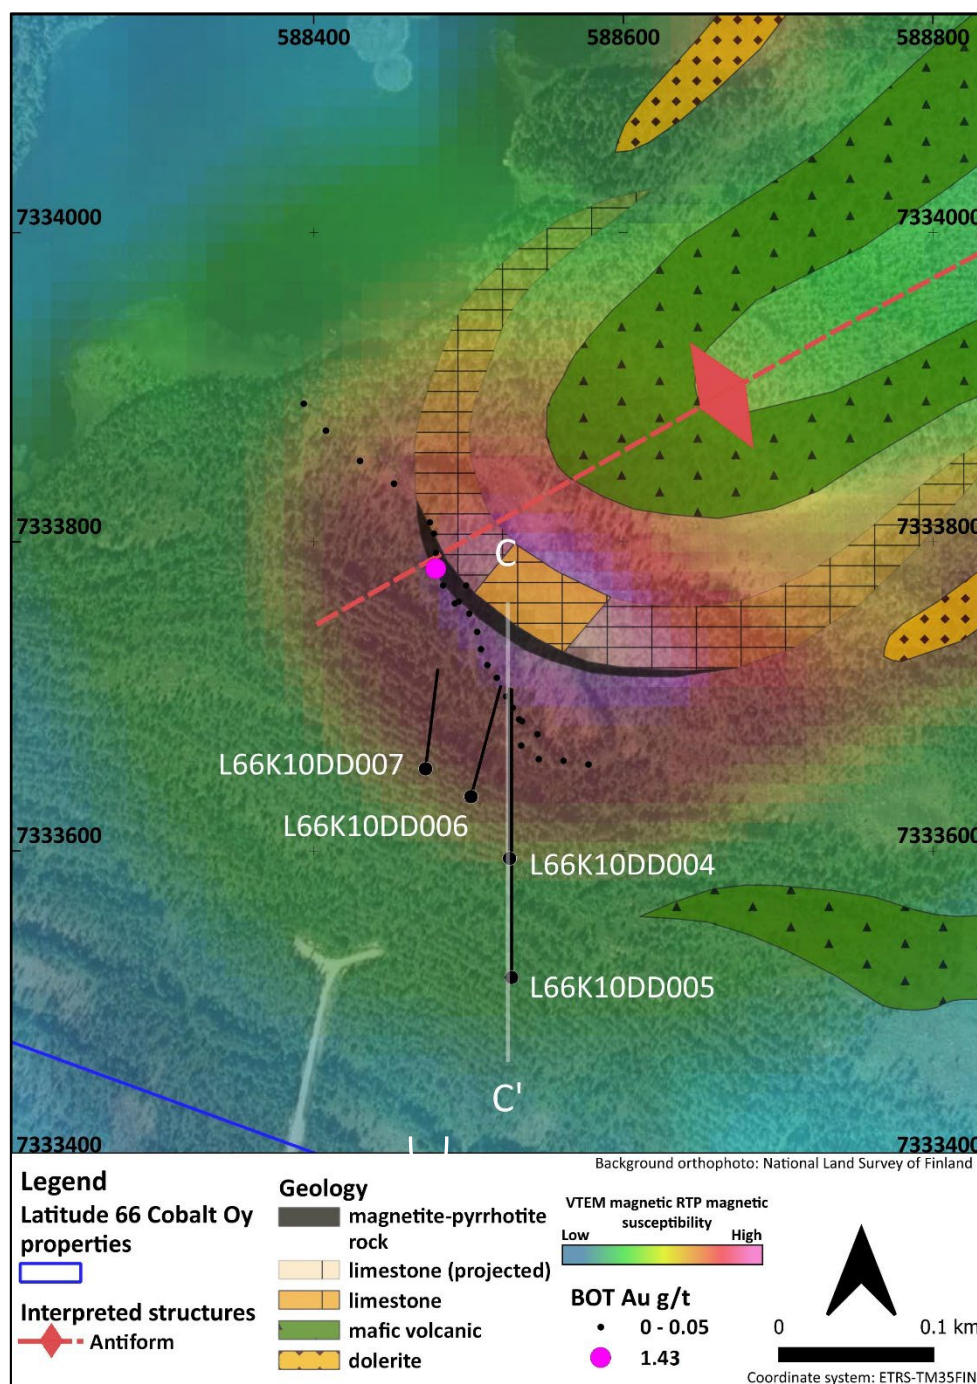 588400 588600 588800
7334000 7334000
7333800 7333800
C
L66K10DD007
L66K10DD006
7333600 7333600
L66K10DD004
L66K10DD005
C'
7333400 7333400
Background orthophoto: National Land Survey of Finland
Legend
Latitude 66 Cobalt Oy
properties
Interpreted structures
Antiform
Geology
magnetite-pyrrhotite
rock
limestone (projected)
limestone
mafic volcanic
dolerite
VTEM magnetic RTP magnetic
susceptibility
Low High
BOT Au g/t
0 - 0.05
1.43
0 0.1 km
Coordinate system: ETRS-TM35FIN